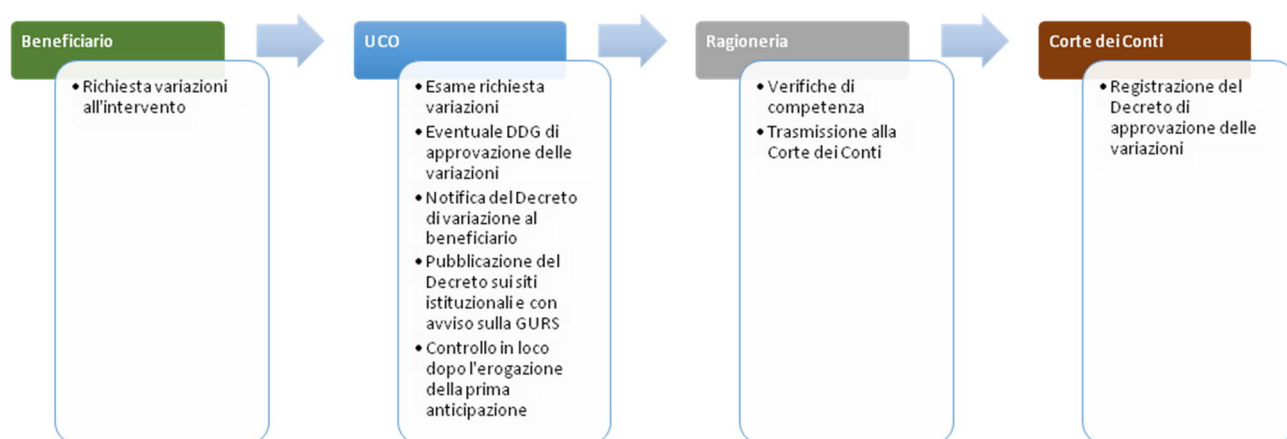 Beneficiario
• Richiesta variazioni
all'intervento
UCO
• Esame richiesta
variazioni
• Eventuale DDG di
approvazione delle
variazioni
• Notifica del Decreto
di variazione al
beneficiario
• Pubblicazione del
Decreto sui siti
istituzionali e con
avviso sulla GURS
• Controllo in loco
dopo l'erogazione
della prima
anticipazione
Ragioneria
• Verifiche di
competenza
• Trasmissione alla
Corte dei Conti
Corte dei Conti
• Registrazione del
Decreto di
approvazione delle
variazioni